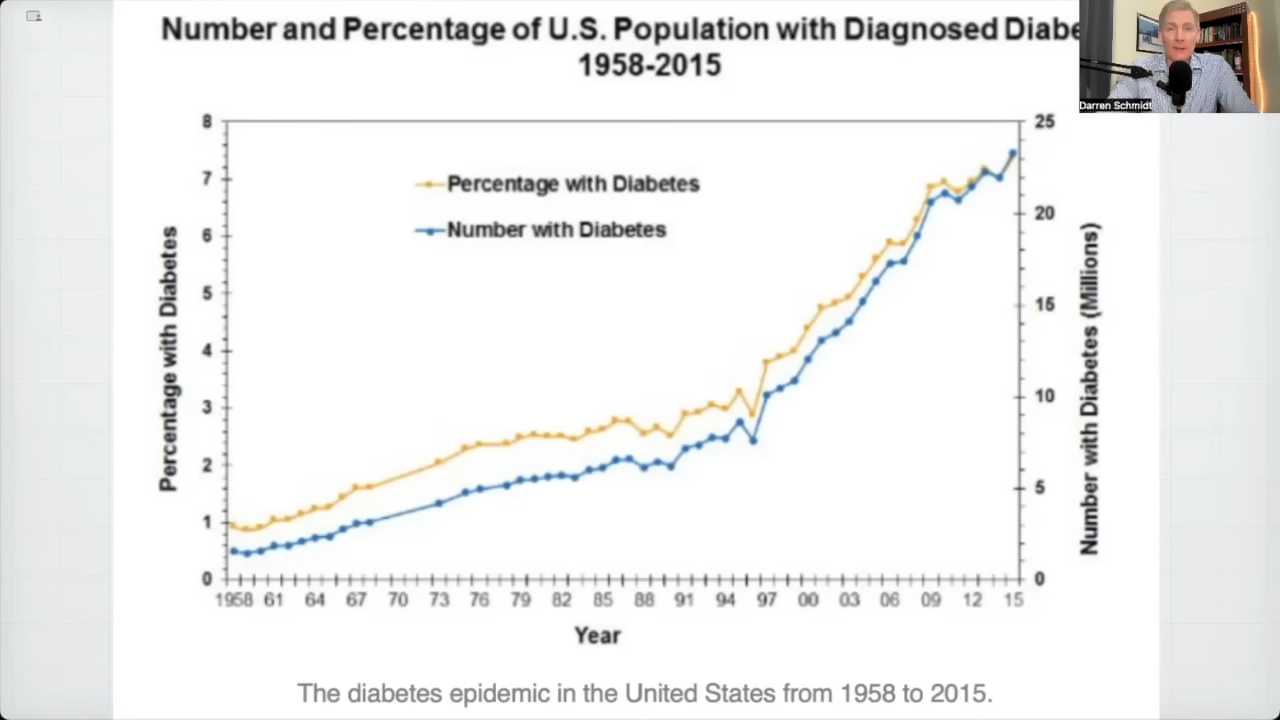 Number and Percentage of U.S. Population with Diagnosed Diabe
1958-2015
Darren Schmidt
8
7
6
5
4
3
2
1
0
Percentage with Diabetes
Percentage with Diabetes
Number with Diabetes
25
20
15
10
5
0
Number with Diabetes (Millions)
1958 61 64 67 70 73 76 79 82 85 88 91 94 97 00 03 06 09 12 15
Year
The diabetes epidemic in the United States from 1958 to 2015.